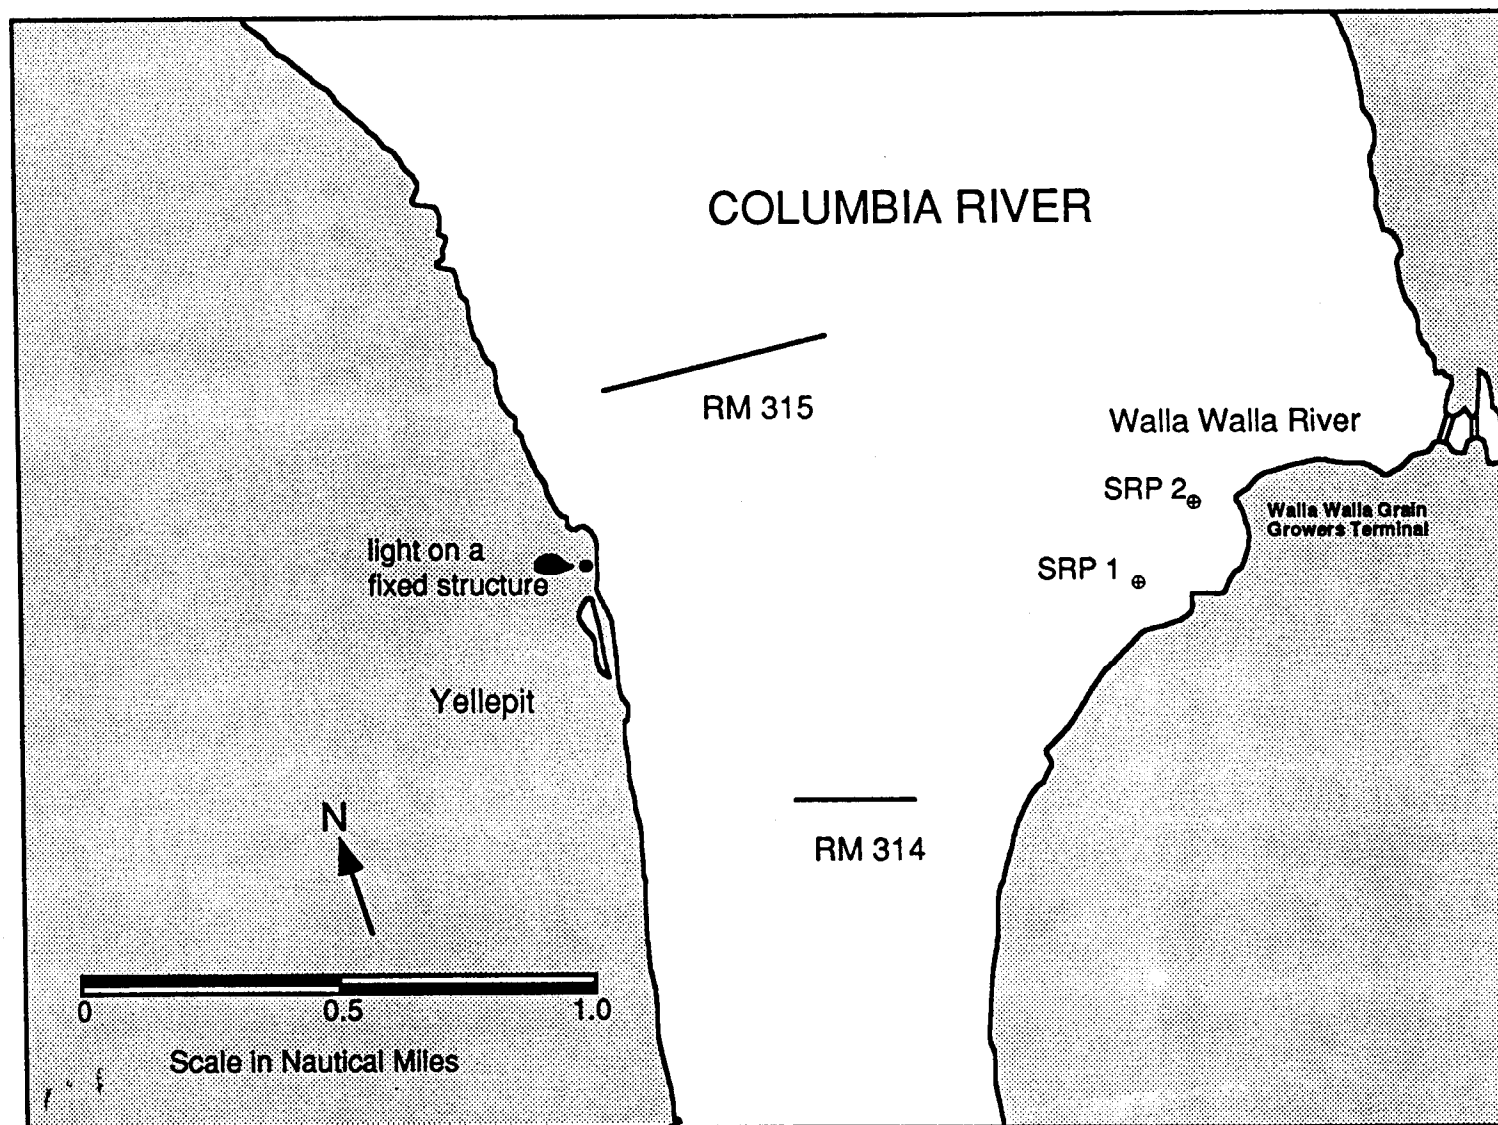 COLUMBIA RIVER
RM 315
Walla Walla River
SRP 2
Walla Walla Grain
Growers Terminal
light on a
fixed structure
SRP 1
Yellepit
N
RM 314
0 0.5 1.0
Scale in Nautical Miles